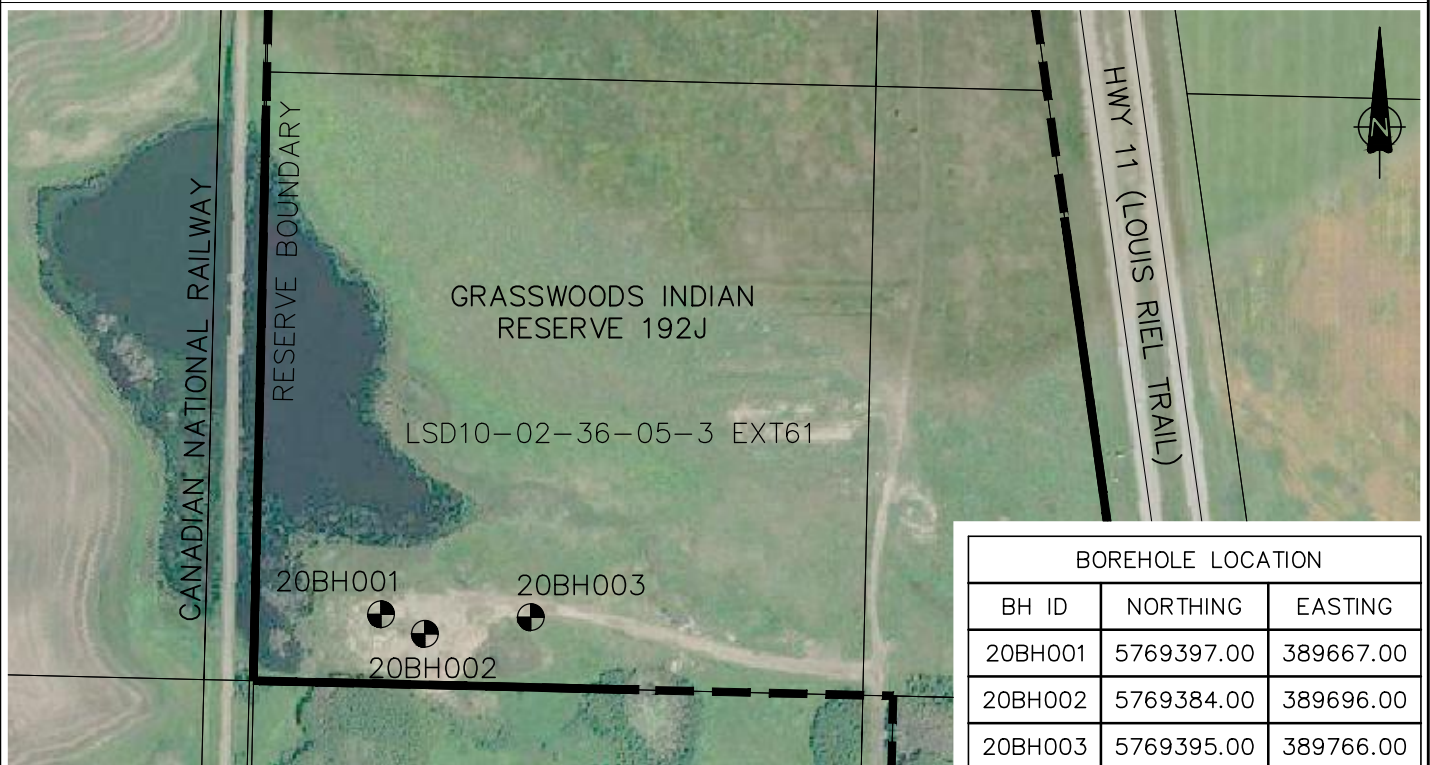 N
HWY 11 (LOUIS RIEL TRAIL)
RESERVE BOUNDARY
CANADIAN NATIONAL RAILWAY
GRASSWOODS INDIAN
RESERVE 192J
LSD10-02-36-05-3 EXT61
20BH001
20BH003
20BH002
BOREHOLE LOCATION
BH ID NORTHING EASTING
20BH001 5769397.00 389667.00
20BH002 5769384.00 389696.00
20BH003 5769395.00 389766.00